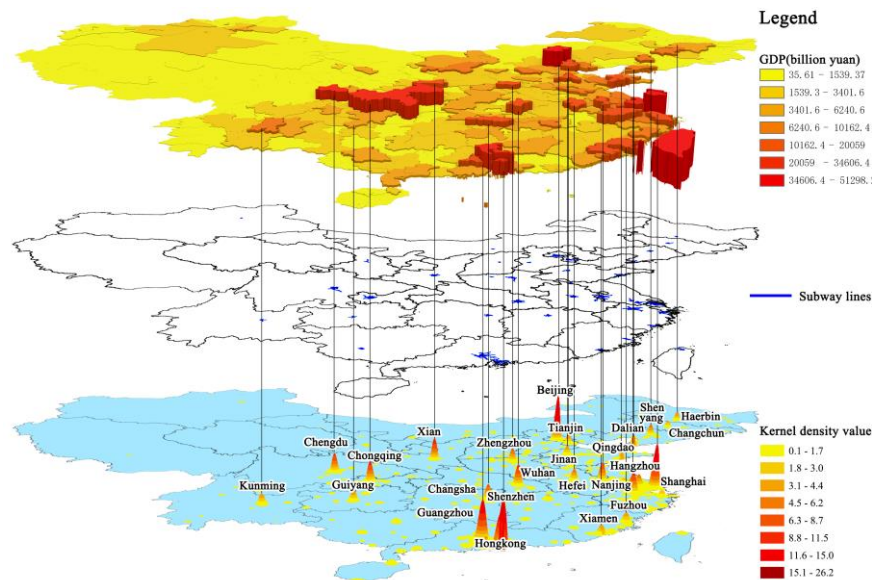 Legend
GDP(billion yuan)
35.61 - 1539.37
1539.3 - 3401.6
3401.6 - 6240.6
6240.6 - 10162.4
10162.4 - 20059
20059 - 34606.4
34606.4 - 51298.2
Subway lines
Beijing
Shen
yang
Haerbin
Tianjin
Dalian
Changchun
Xian
Chengdu
Zhengzhou
Qingdao
Chongqing
Jinan
Hangzhou
Wuhan
Kunming
Guiyang
Changsha
Hefei
Nanjing
Shanghai
Shenzhen
Guangzhou
Fuzhou
Xiamen
Hongkong
Kernel density value
0.1 - 1.7
1.8 - 3.0
3.1 - 4.4
4.5 - 6.2
6.3 - 8.7
8.8 - 11.5
11.6 - 15.0
15.1 - 26.2